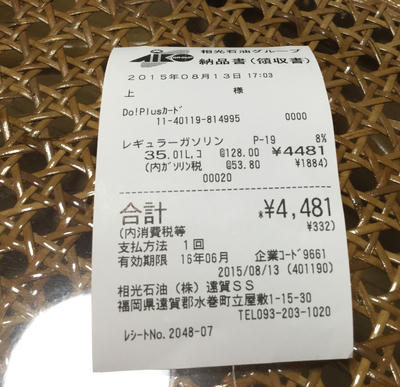 AiKO
相光石油グループ
納品書(領収書)
2015年08月13日 17:03
上 様
Do!Plusカード
11-40119-814995 0000
レギュラーガソリン P-19 8%
35.01L,コ @128.00 ¥4481
(内ガソリン税 @53.80 ¥1884)
00020
合計 *¥4,481
(内消費税等 ¥332)
支払方法 1回
有効期限 16年06月 企業コード9661
2015/08/13 (401190)
相光石油(株)遠賀SS
福岡県遠賀郡水巻町立屋敷1-15-30
TEL093-203-1020
レシートNo. 2048-07